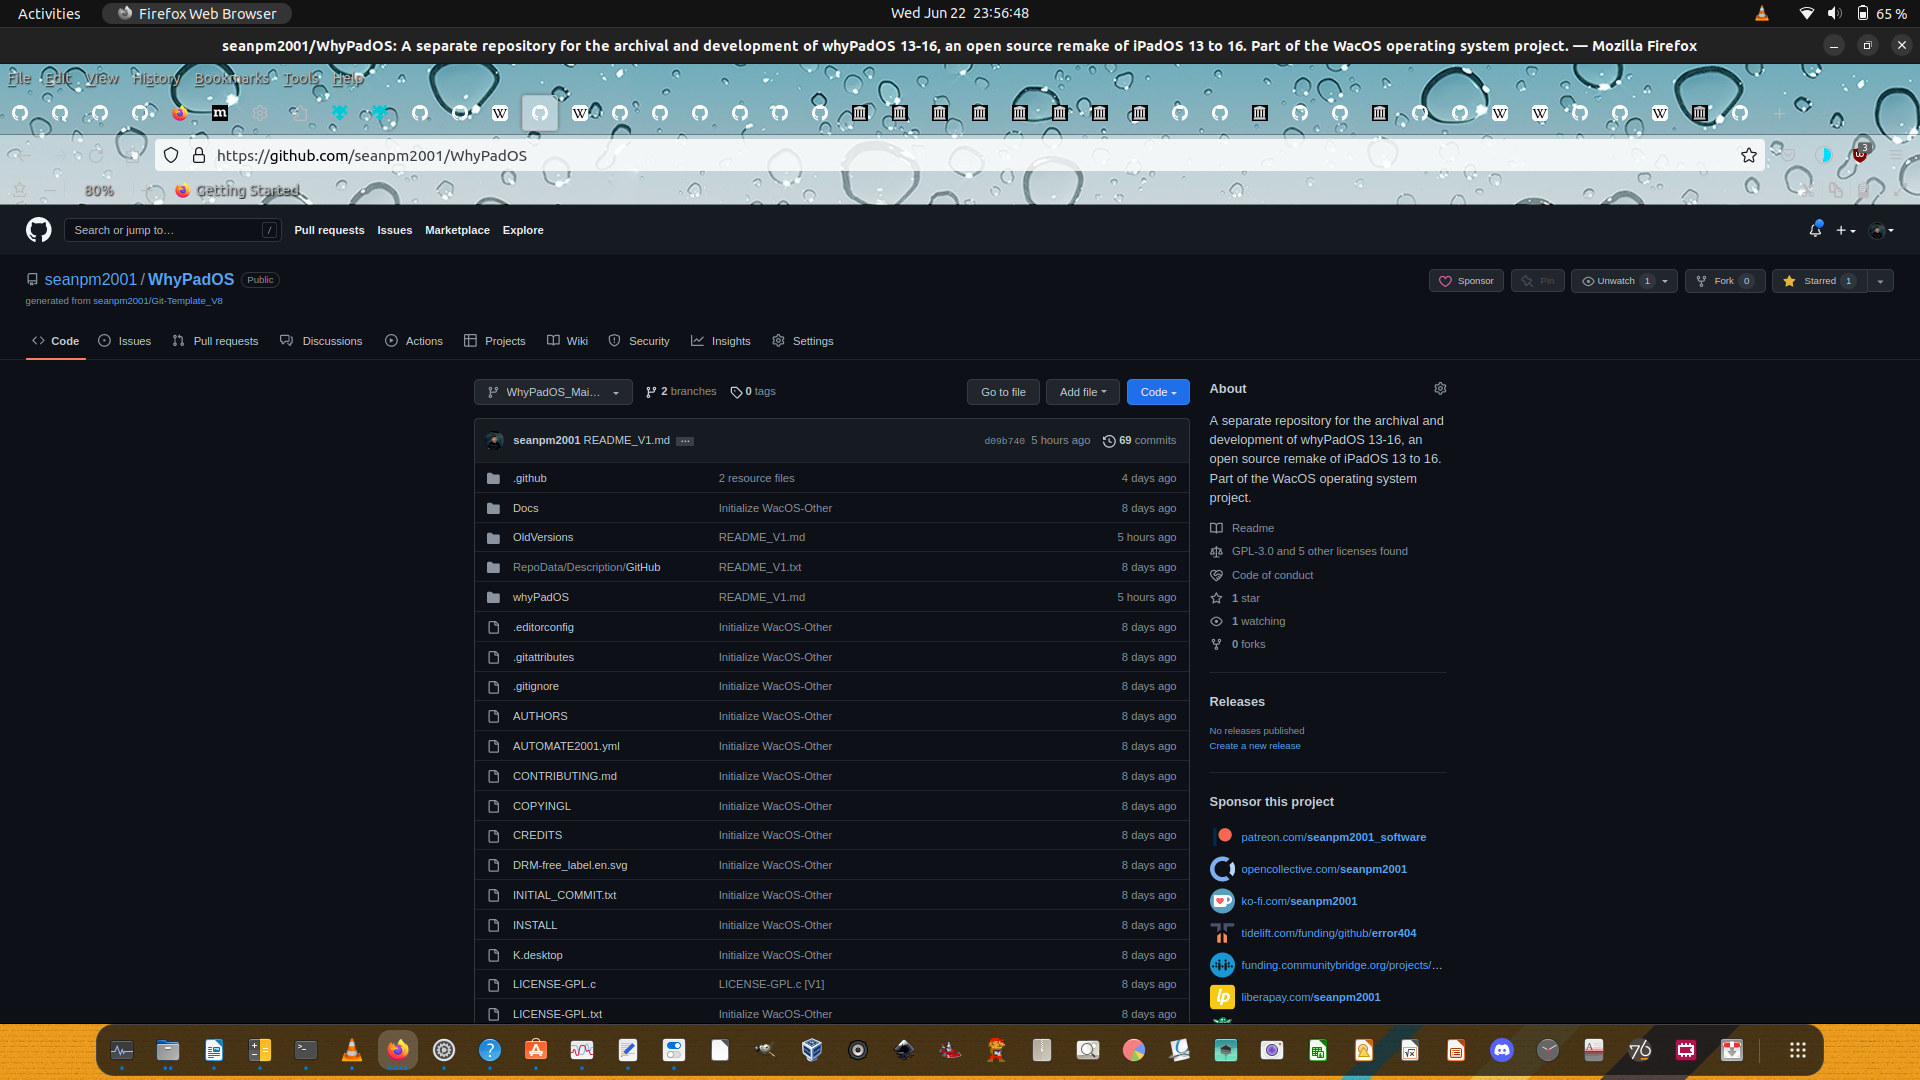 Activities
Firefox Web Browser
Wed Jun 22 23:56:48
65 %
seanpm2001/WhyPadOS: A separate repository for the archival and development of whyPadOS 13-16, an open source remake of iPadOS 13 to 16. Part of the WacOS operating system project. — Mozilla Firefox
File Edit View History Bookmarks Tools Help
https://github.com/seanpm2001/WhyPadOS
3
80%
Getting Started
Search or jump to… /
Pull requests Issues Marketplace Explore
seanpm2001 / WhyPadOS Public
generated from seanpm2001/Git-Template_V8
Sponsor
Pin
Unwatch 1
Fork 0
Starred 1
Code
Issues
Pull requests
Discussions
Actions
Projects
Wiki
Security
Insights
Settings
WhyPadOS_Mai…
2 branches
0 tags
Go to file
Add file
Code
seanpm2001 README_V1.md …
d09b740 5 hours ago
69 commits
.github 2 resource files 4 days ago
Docs Initialize WacOS-Other 8 days ago
OldVersions README_V1.md 5 hours ago
RepoData/Description/GitHub README_V1.txt 8 days ago
whyPadOS README_V1.md 5 hours ago
.editorconfig Initialize WacOS-Other 8 days ago
.gitattributes Initialize WacOS-Other 8 days ago
.gitignore Initialize WacOS-Other 8 days ago
AUTHORS Initialize WacOS-Other 8 days ago
AUTOMATE2001.yml Initialize WacOS-Other 8 days ago
CONTRIBUTING.md Initialize WacOS-Other 8 days ago
COPYINGL Initialize WacOS-Other 8 days ago
CREDITS Initialize WacOS-Other 8 days ago
DRM-free_label.en.svg Initialize WacOS-Other 8 days ago
INITIAL_COMMIT.txt Initialize WacOS-Other 8 days ago
INSTALL Initialize WacOS-Other 8 days ago
K.desktop Initialize WacOS-Other 8 days ago
LICENSE-GPL.c LICENSE-GPL.c [V1] 8 days ago
LICENSE-GPL.txt Initialize WacOS-Other 8 days ago
About
A separate repository for the archival and
development of whyPadOS 13-16, an
open source remake of iPadOS 13 to 16.
Part of the WacOS operating system
project.
Readme
GPL-3.0 and 5 other licenses found
Code of conduct
1 star
1 watching
0 forks
Releases
No releases published
Create a new release
Sponsor this project
patreon.com/seanpm2001_software
opencollective.com/seanpm2001
ko-fi.com/seanpm2001
tidelift.com/funding/github/error404
funding.communitybridge.org/projects/…
liberapay.com/seanpm2001